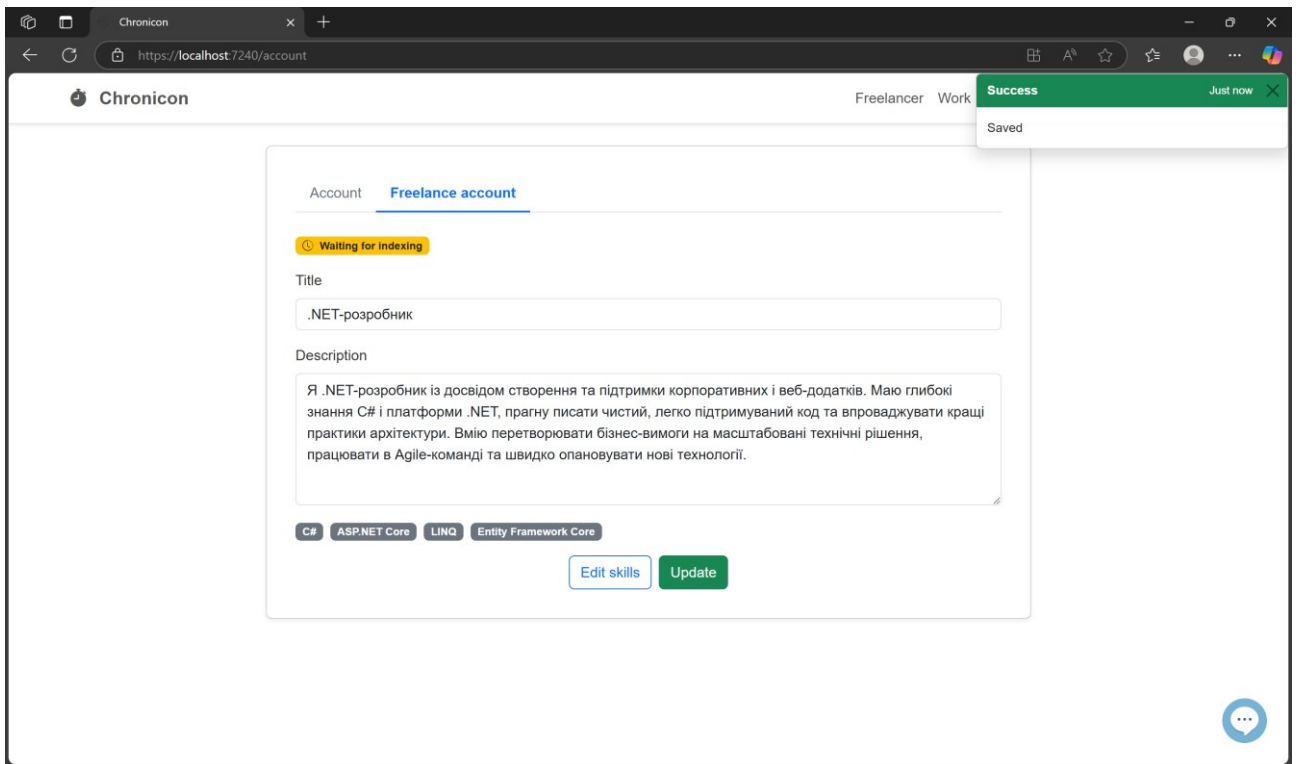 Chronicon
https://localhost:7240/account
Chronicon
Freelancer Work
Success Just now
Saved
Account Freelance account
Waiting for indexing
Title
.NET-розробник
Description
Я .NET-розробник із досвідом створення та підтримки корпоративних і веб-додатків. Маю глибокі
знання C# і платформи .NET, прагну писати чистий, легко підтримуваний код та впроваджувати кращі
практики архітектури. Вмію перетворювати бізнес-вимоги на масштабовані технічні рішення,
працювати в Agile-команді та швидко опановувати нові технології.
C# ASP.NET Core LINQ Entity Framework Core
Edit skills Update